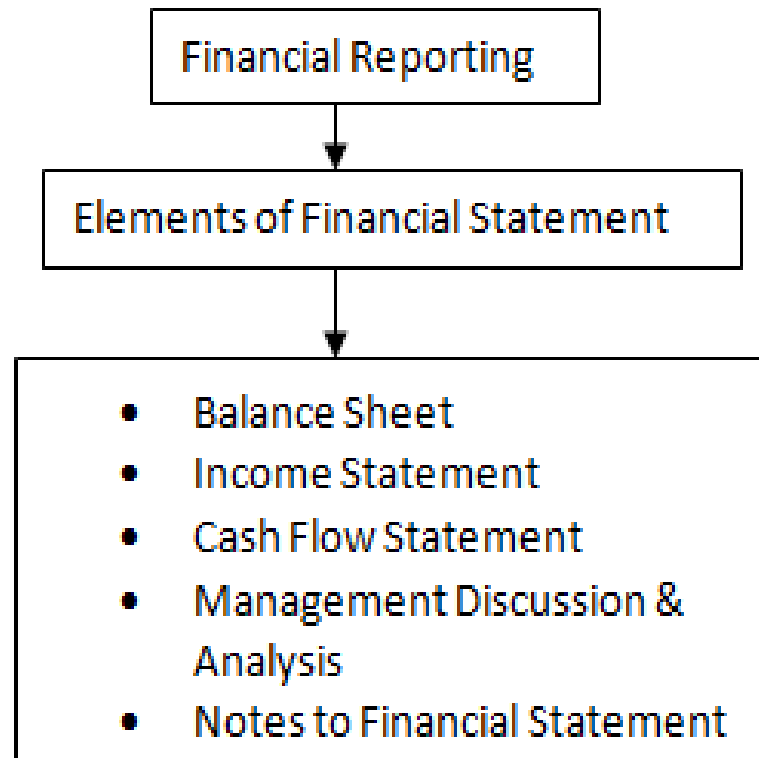 Financial Reporting
Elements of Financial Statement
• Balance Sheet
• Income Statement
• Cash Flow Statement
• Management Discussion &
Analysis
• Notes to Financial Statement